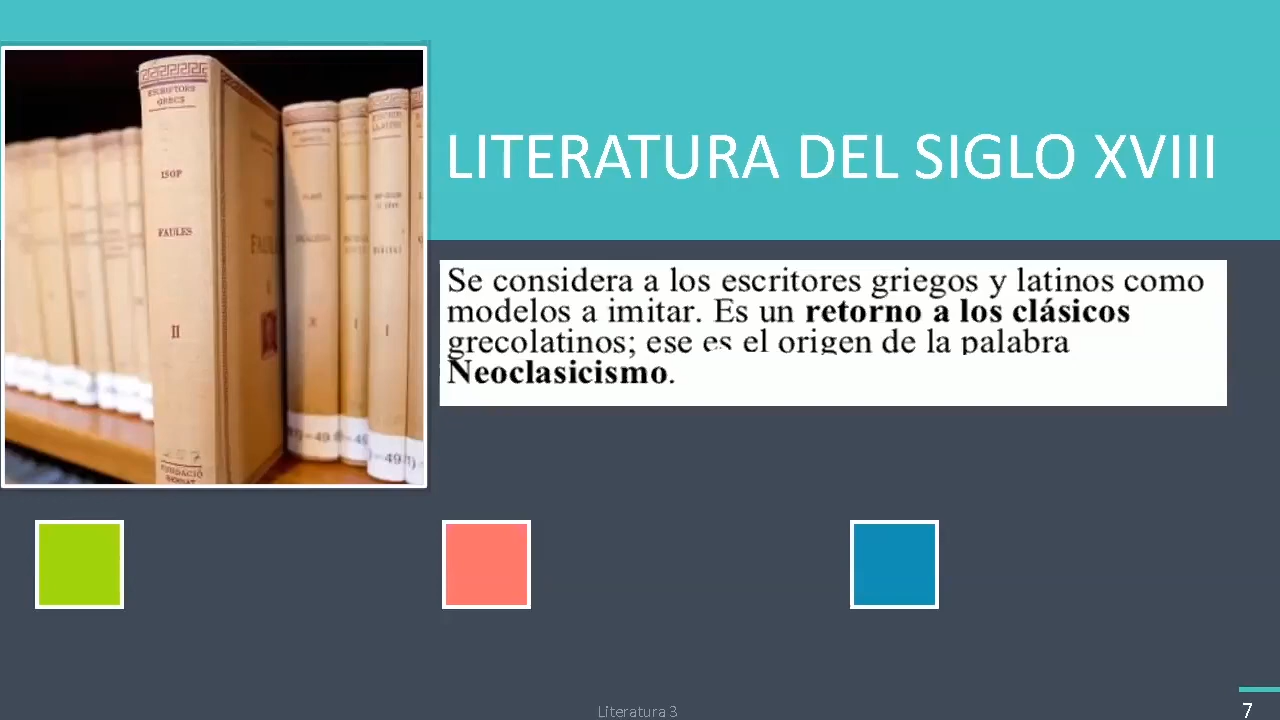 LITERATURA DEL SIGLO XVIII
ESCRIPTORS
GRECS
ISOP
FAULES
II
FUNDACIÓ
Se considera a los escritores griegos y latinos como
modelos a imitar. Es un retorno a los clásicos
grecolatinos; ese es el origen de la palabra
Neoclasicismo.
Literatura 3
7